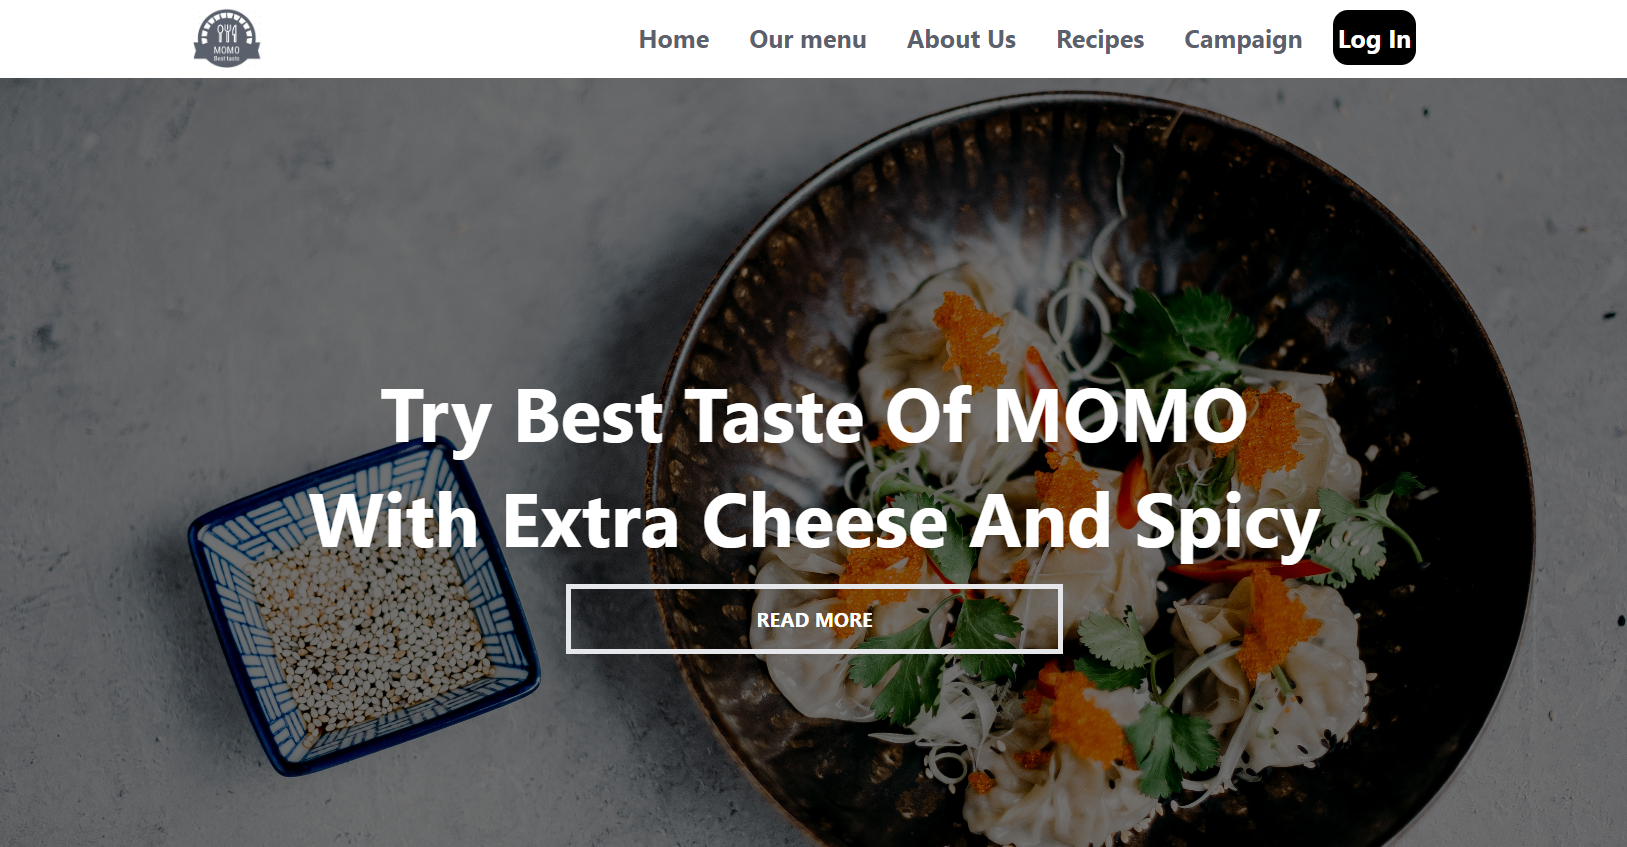 MOMO
Best taste
Home
Our menu
About Us
Recipes
Campaign
Log In
Try Best Taste Of MOMO
With Extra Cheese And Spicy
READ MORE